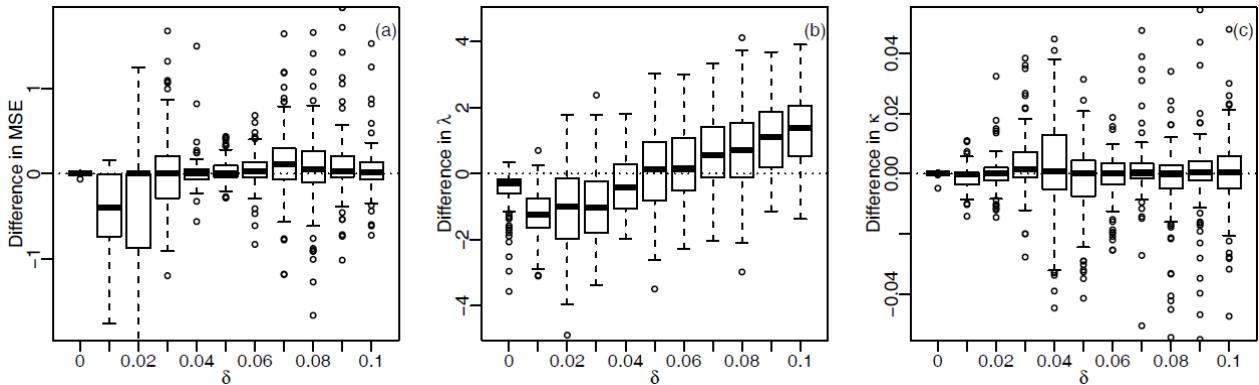 (a)
Difference in MSE
1
0
−1
0 0.02 0.04 0.06 0.08 0.1
δ
(b)
Difference in λ
4
2
0
−2
−4
0 0.02 0.04 0.06 0.08 0.1
δ
(c)
Difference in κ
0.04
0.02
0.00
−0.04
0 0.02 0.04 0.06 0.08 0.1
δ